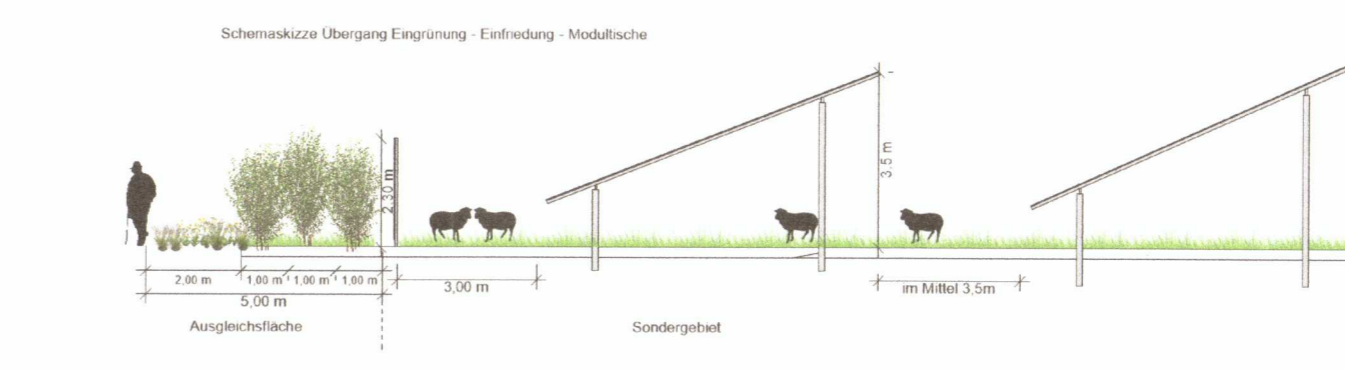 Schemaskizze Übergang Eingrünung - Einfriedung - Modultische
2,30 m
3,5 m
2,00 m
1,00 m
1,00 m
1,00 m
3,00 m
im Mittel 3,5m
5,00 m
Ausgleichsfläche
Sondergebiet